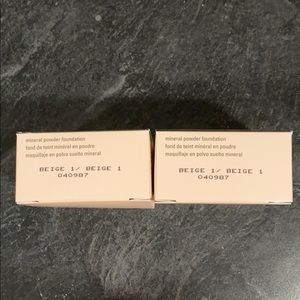 mineral powder foundation
fond de teint minéral en poudre
maquillaje en polvo suelto mineral
BEIGE 1/ BEIGE 1
040987
mineral powder foundation
fond de teint minéral en poudre
maquillaje en polvo suelto mineral
BEIGE 1/ BEIGE 1
040987